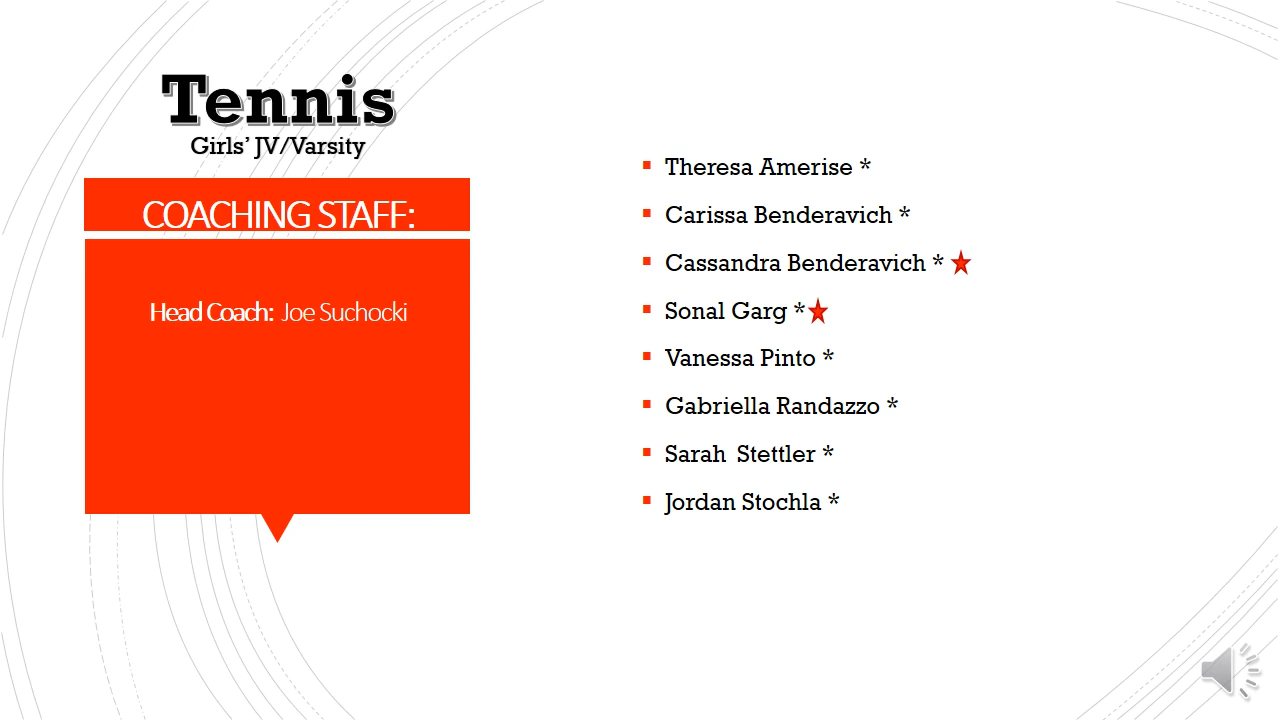 Tennis
Girls’ JV/Varsity
COACHING STAFF:
Head Coach: Joe Suchocki
Theresa Amerise *
Carissa Benderavich *
Cassandra Benderavich *
Sonal Garg *
Vanessa Pinto *
Gabriella Randazzo *
Sarah  Stettler *
Jordan Stochla *